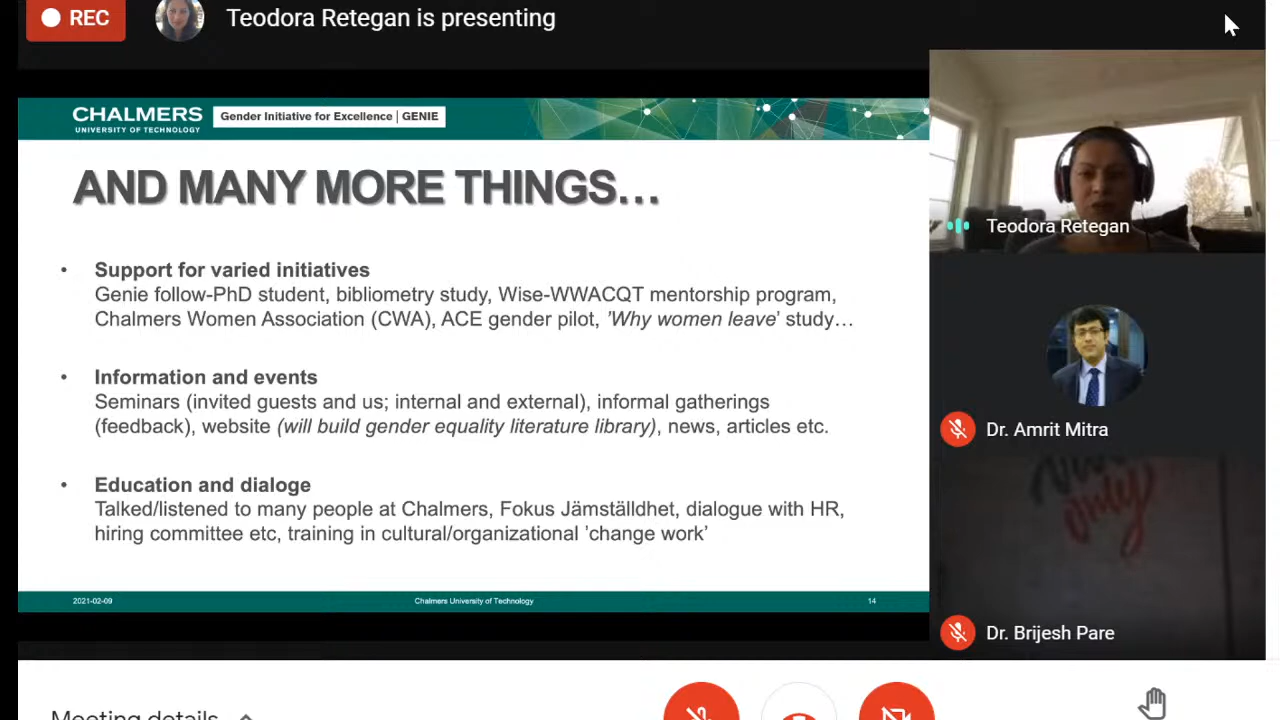 REC
Teodora Retegan is presenting
CHALMERS
UNIVERSITY OF TECHNOLOGY
Gender Initiative for Excellence | GENIE
AND MANY MORE THINGS…
• Support for varied initiatives
Genie follow-PhD student, bibliometry study, Wise-WWACQT mentorship program,
Chalmers Women Association (CWA), ACE gender pilot, ’Why women leave’ study…
• Information and events
Seminars (invited guests and us; internal and external), informal gatherings
(feedback), website (will build gender equality literature library), news, articles etc.
• Education and dialoge
Talked/listened to many people at Chalmers, Fokus Jämställdhet, dialogue with HR,
hiring committee etc, training in cultural/organizational ’change work’
2021-02-09
Chalmers University of Technology
14
Teodora Retegan
Dr. Amrit Mitra
only
Dr. Brijesh Pare
Meeting details